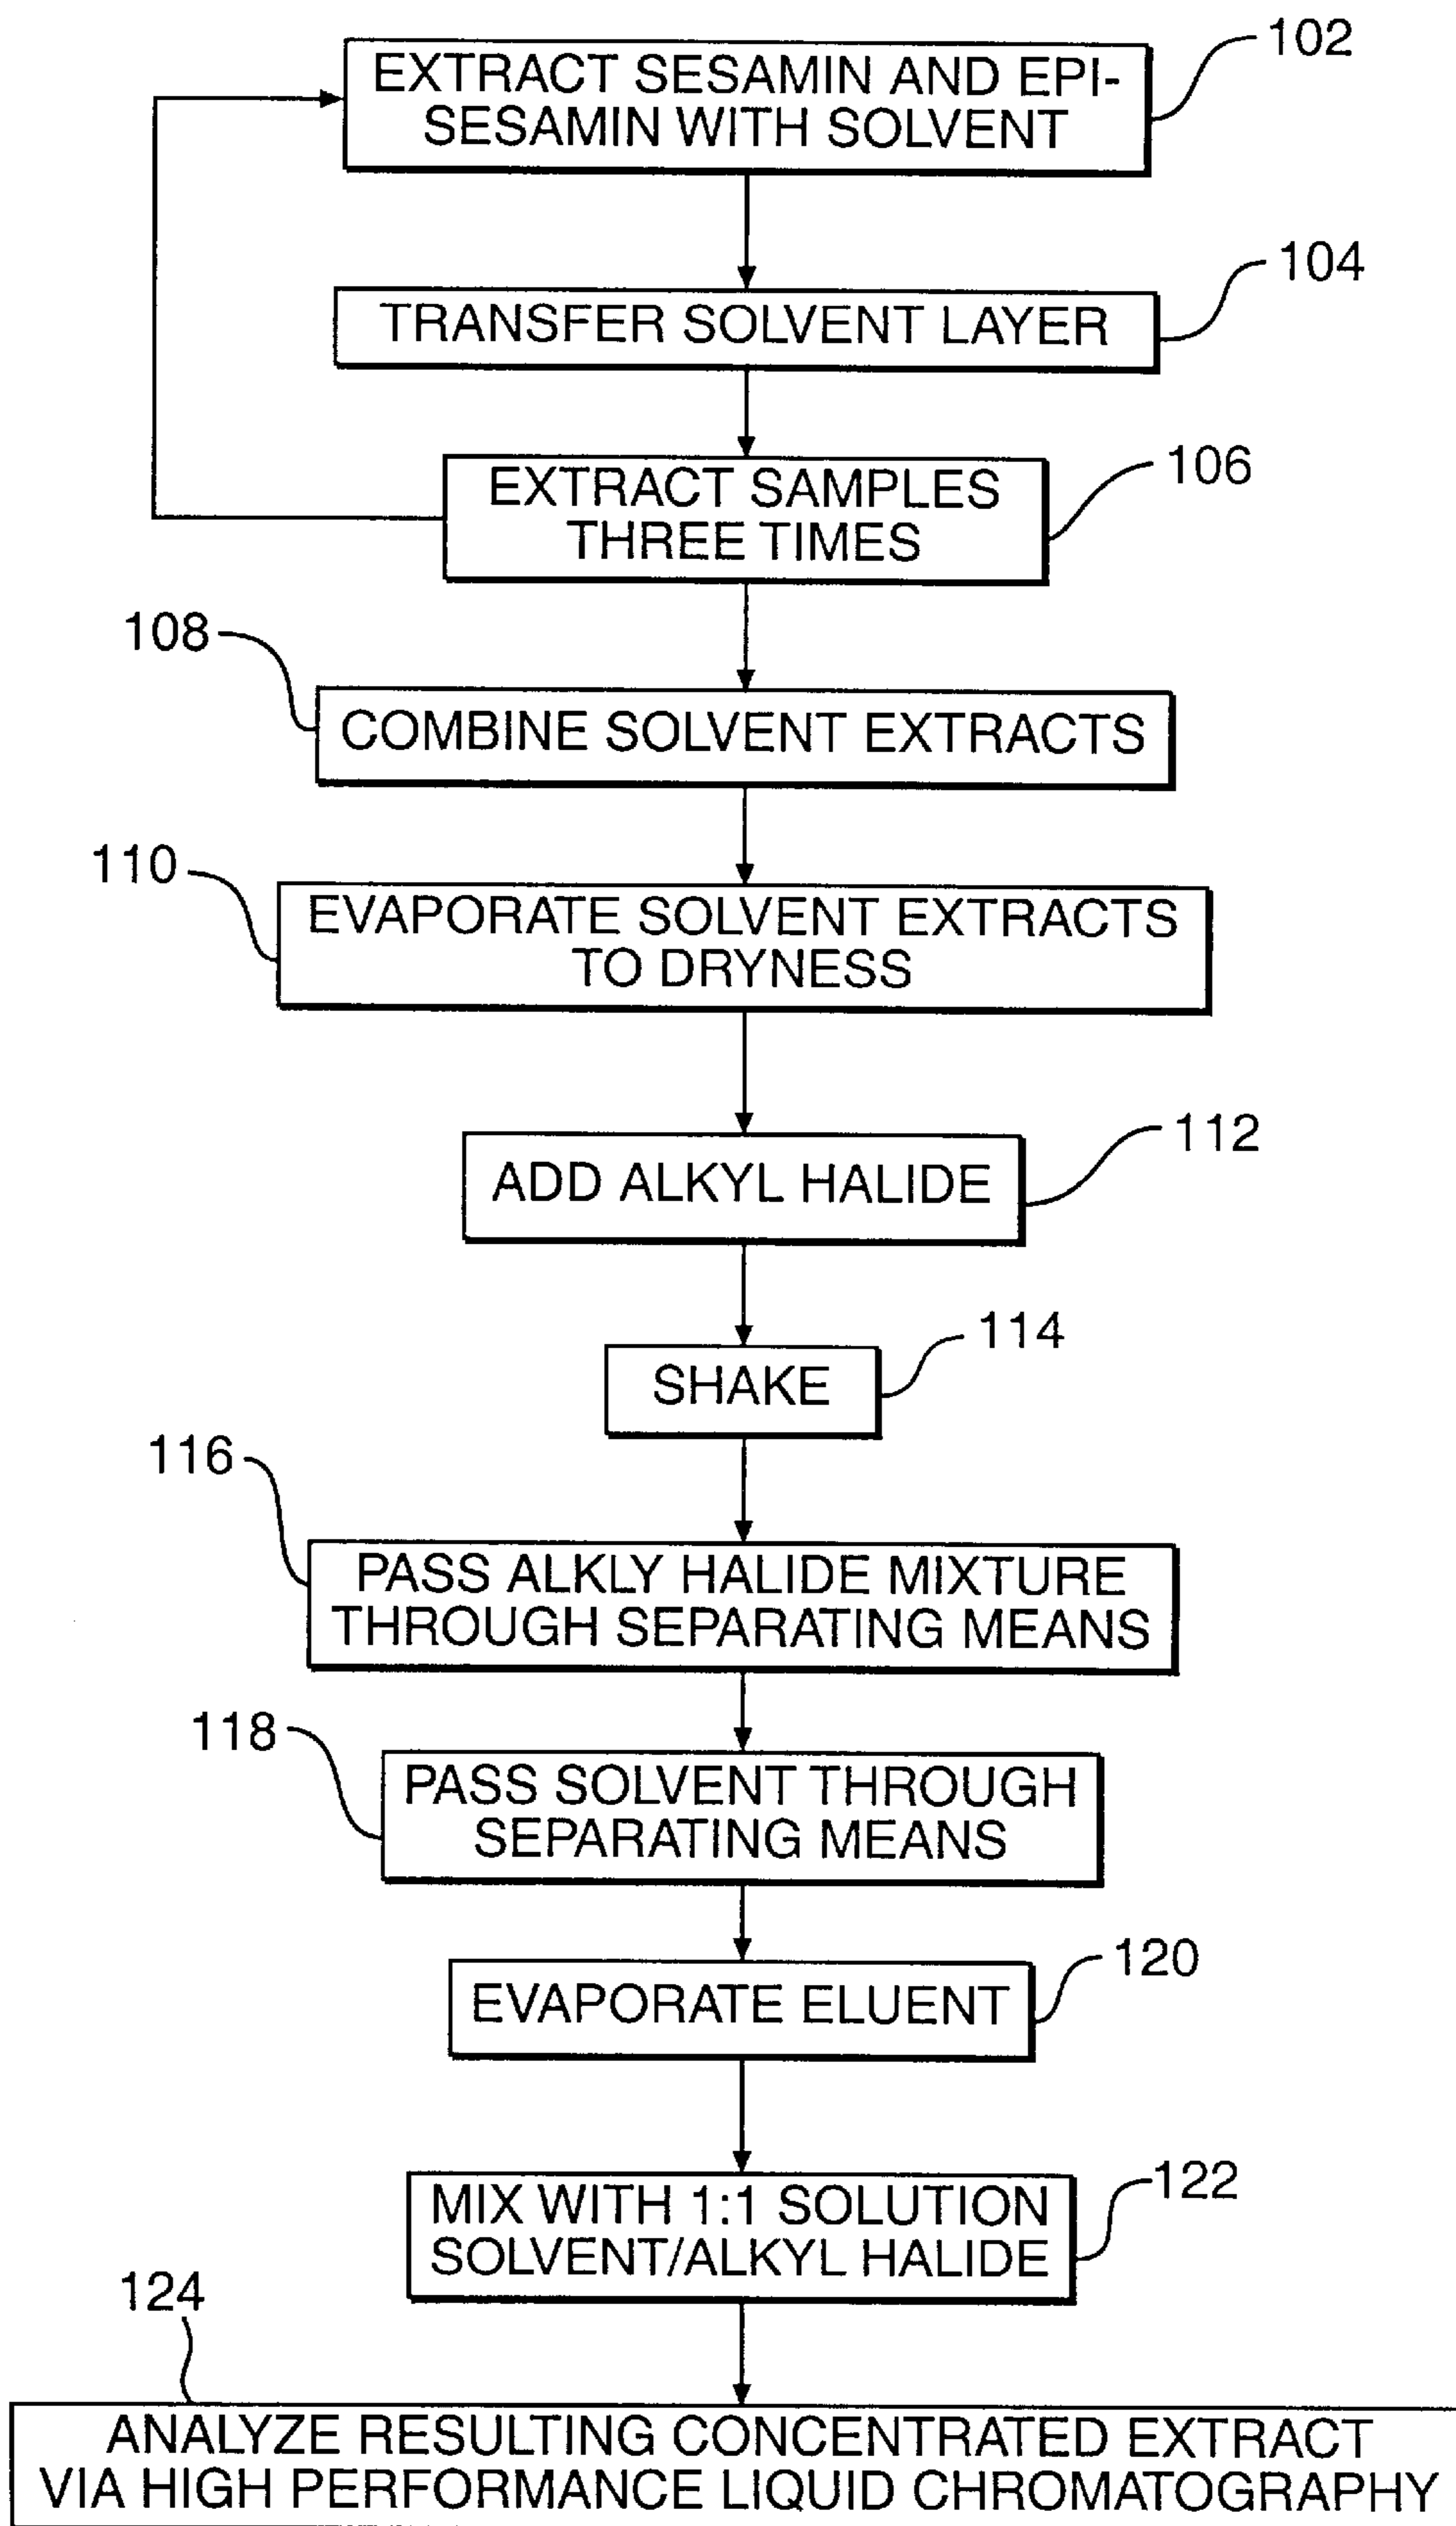 102
EXTRACT SESAMIN AND EPI-
SESAMIN WITH SOLVENT
104
TRANSFER SOLVENT LAYER
106
EXTRACT SAMPLES
THREE TIMES
108
COMBINE SOLVENT EXTRACTS
110
EVAPORATE SOLVENT EXTRACTS
TO DRYNESS
112
ADD ALKYL HALIDE
114
SHAKE
116
PASS ALKLY HALIDE MIXTURE
THROUGH SEPARATING MEANS
118
PASS SOLVENT THROUGH
SEPARATING MEANS
120
EVAPORATE ELUENT
122
MIX WITH 1:1 SOLUTION
SOLVENT/ALKYL HALIDE
124
ANALYZE RESULTING CONCENTRATED EXTRACT
VIA HIGH PERFORMANCE LIQUID CHROMATOGRAPHY